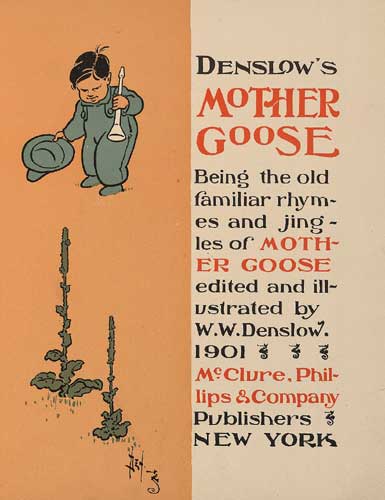 DENSLOW'S
MOTHER
GOOSE
Being the old
familiar rhym-
es and jing-
les of MOTH-
ER GOOSE
edited and ill-
ustrated by
W.W. Denslow.
1901
McClure, Phil-
lips & Company
Publishers
NEW YORK